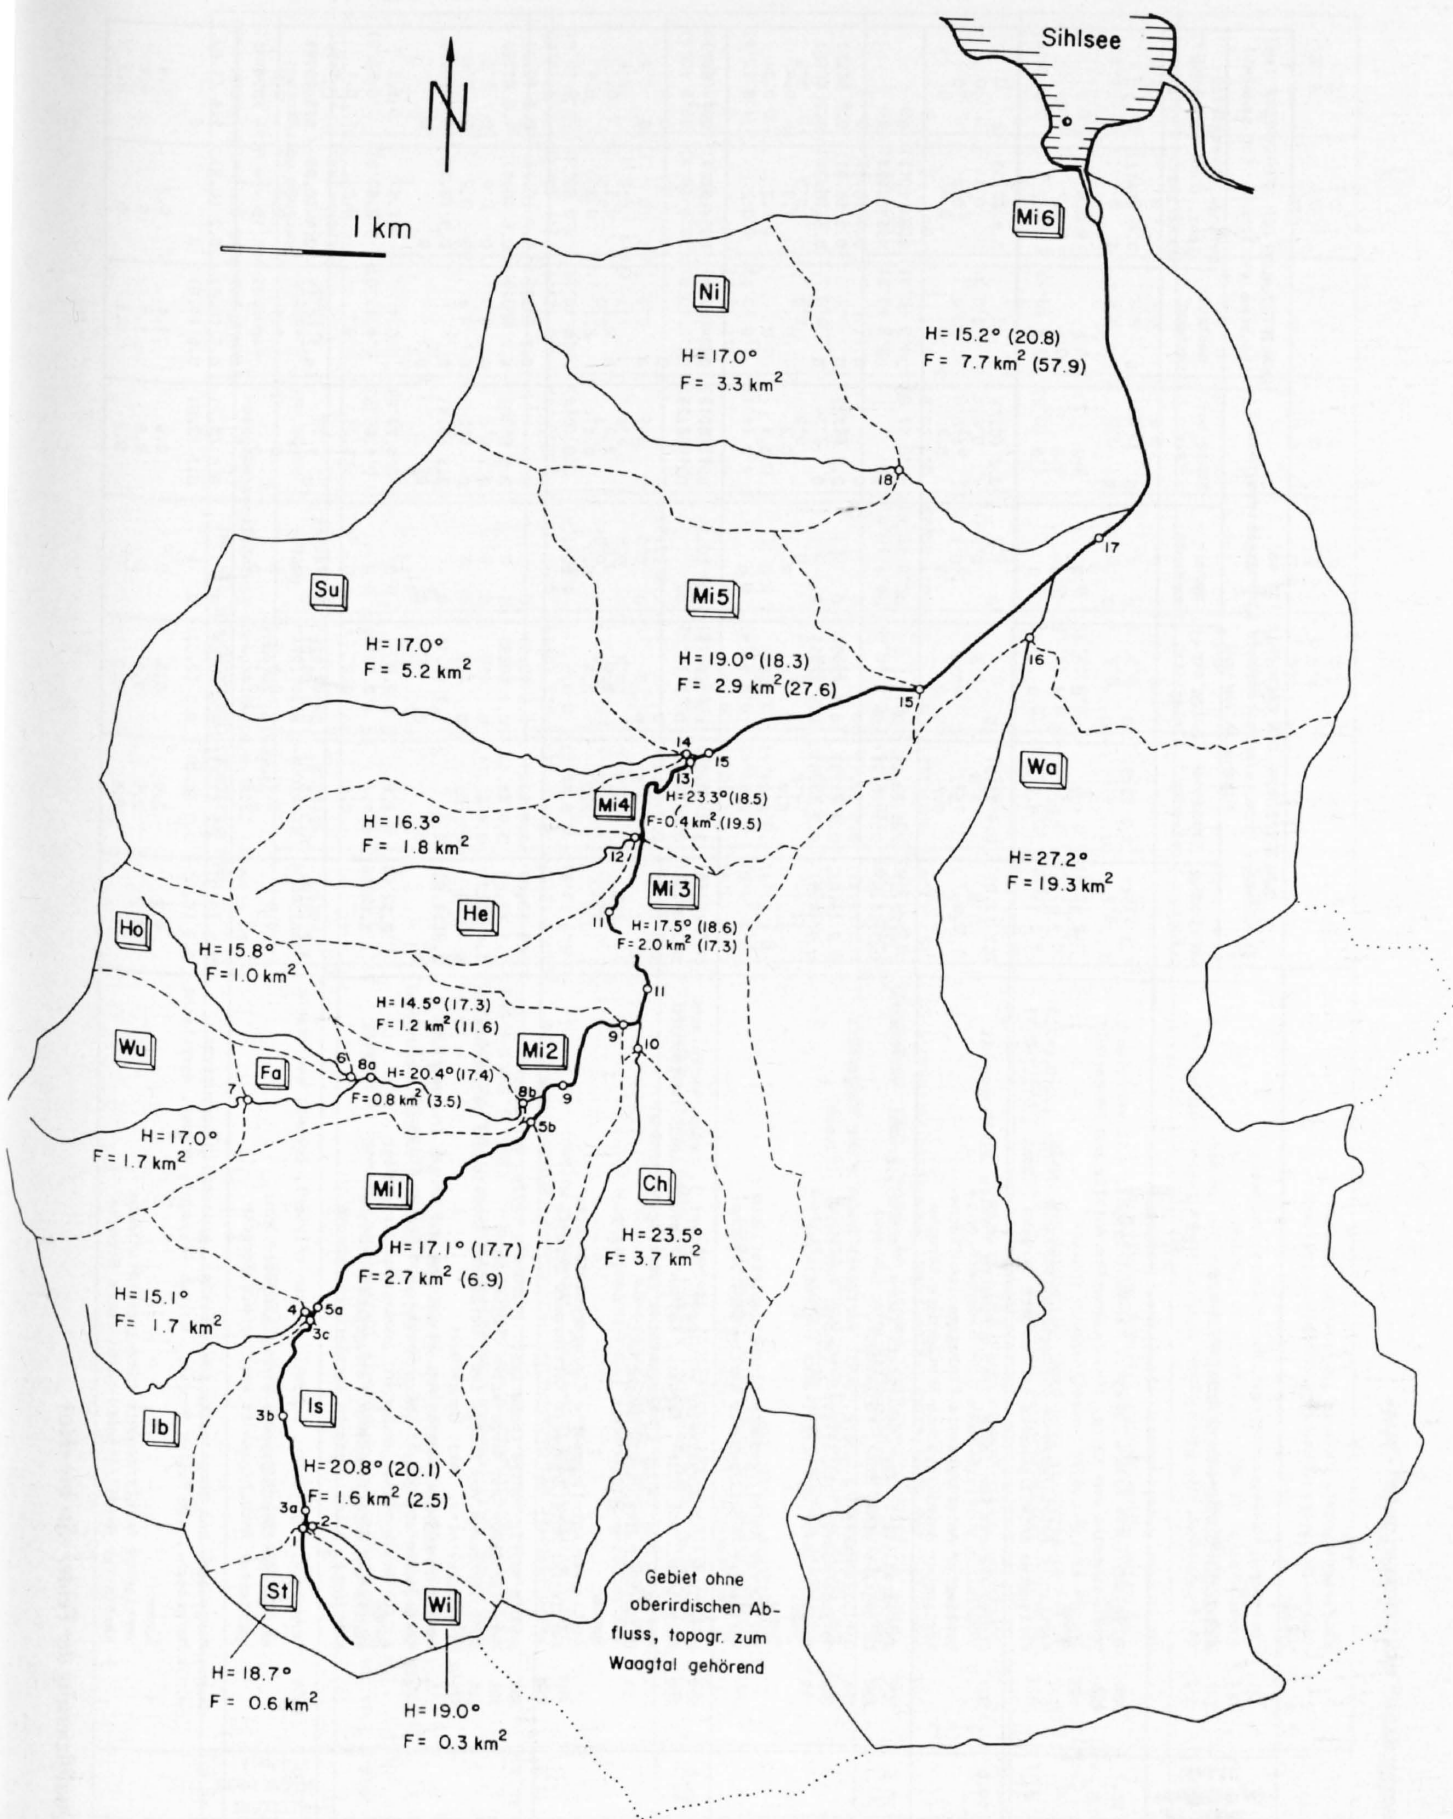 Sihlsee
N
1 km
Mi6
Ni
H=15.2° (20.8)
F= 7.7 km² (57.9)
H=17.0°
F= 3.3 km²
18
17
Su
Mi5
H=17.0°
F= 5.2 km²
H=19.0° (18.3)
F= 2.9 km² (27.6)
16
15
14
15
13
Wa
Mi4
H=23.3° (18.5)
F=0.4 km² (19.5)
H=16.3°
F= 1.8 km²
12
H=27.2°
F=19.3 km²
Mi3
He
11
H=17.5° (18.6)
F=2.0 km² (17.3)
Ho
H=15.8°
F=1.0 km²
11
H=14.5° (17.3)
F=1.2 km² (11.6)
9
10
Wu
Mi2
Fa
6
8a
H=20.4° (17.4)
F=0.8 km² (3.5)
7
8b
9
5b
H=17.0°
F=1.7 km²
Mi1
Ch
H=23.5°
F=3.7 km²
H=17.1° (17.7)
F=2.7 km² (6.9)
H=15.1°
F= 1.7 km²
4
5a
3c
Ib
3b
Is
H=20.8° (20.1)
F=1.6 km² (2.5)
3a
2
1
St
Wi
Gebiet ohne
oberirdischen Ab-
fluss, topogr. zum
Waagtal gehörend
H=18.7°
F= 0.6 km²
H=19.0°
F= 0.3 km²